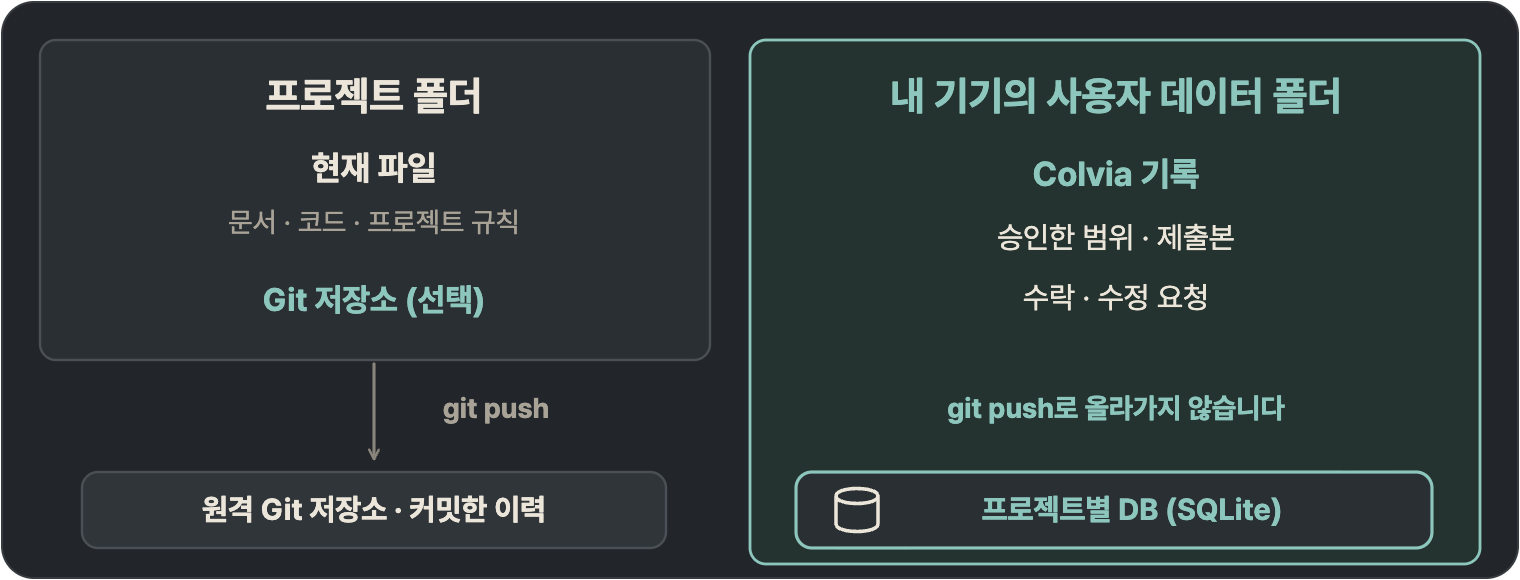 프로젝트 폴더
현재 파일
문서 · 코드 · 프로젝트 규칙
Git 저장소 (선택)
git push
원격 Git 저장소 · 커밋한 이력
내 기기의 사용자 데이터 폴더
Colvia 기록
승인한 범위 · 제출본
수락 · 수정 요청
git push로 올라가지 않습니다
프로젝트별 DB (SQLite)